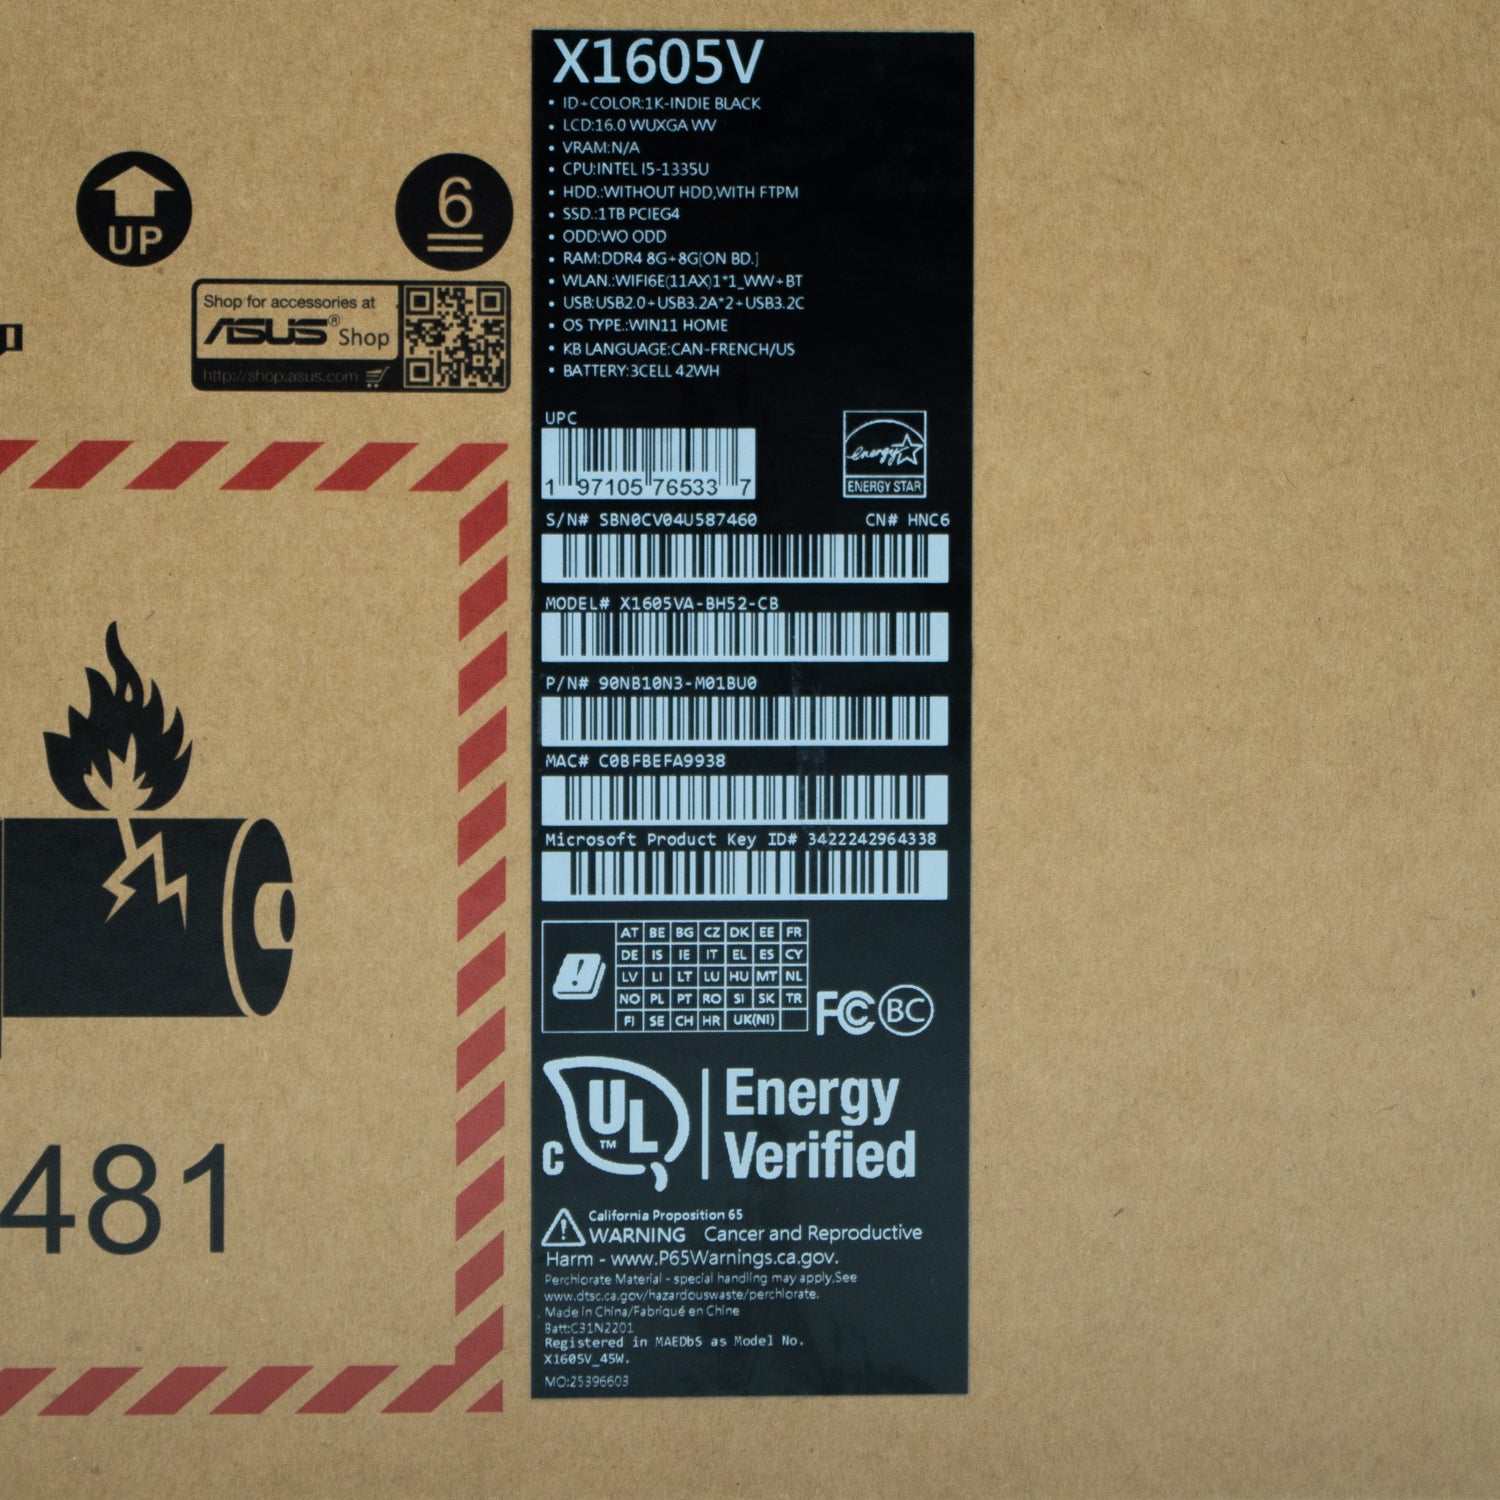 UP
6
Shop for accessories at
ASUS® Shop
http://shop.asus.com
481
X1605V
• ID+COLOR:1K-INDIE BLACK
• LCD:16.0 WUXGA WV
• VRAM:N/A
• CPU:INTEL I5-1335U
• HDD.:WITHOUT HDD,WITH FTPM
• SSD.:1TB PCIEG4
• ODD:WO ODD
• RAM:DDR4 8G+8G[ON BD.]
• WLAN.:WIFI6E(11AX)1*1_WW+BT
• USB:USB2.0+USB3.2A*2+USB3.2C
• OS TYPE.:WIN11 HOME
• KB LANGUAGE:CAN-FRENCH/US
• BATTERY:3CELL 42WH
UPC
1 97105 76533 7
energy
ENERGY STAR
S/N# SBN0CV04U587460 CN# HNC6
MODEL# X1605VA-BH52-CB
P/N# 90NB10N3-M01BU0
MAC# C0BFBEFA9938
Microsoft Product Key ID# 3422242964338
AT BE BG CZ DK EE FR
DE IS IE IT EL ES CY
LV LI LT LU HU MT NL
NO PL PT RO SI SK TR
FI SE CH HR UK(NI)
FC BC
C UL ™ Energy
Verified
California Proposition 65
WARNING Cancer and Reproductive
Harm - www.P65Warnings.ca.gov.
Perchlorate Material - special handling may apply,See
www.dtsc.ca.gov/hazardouswaste/perchlorate.
Made in China/Fabriqué en Chine
Batt:C31N2201
Registered in MAEDbS as Model No.
X1605V_45W.
MO:25396603